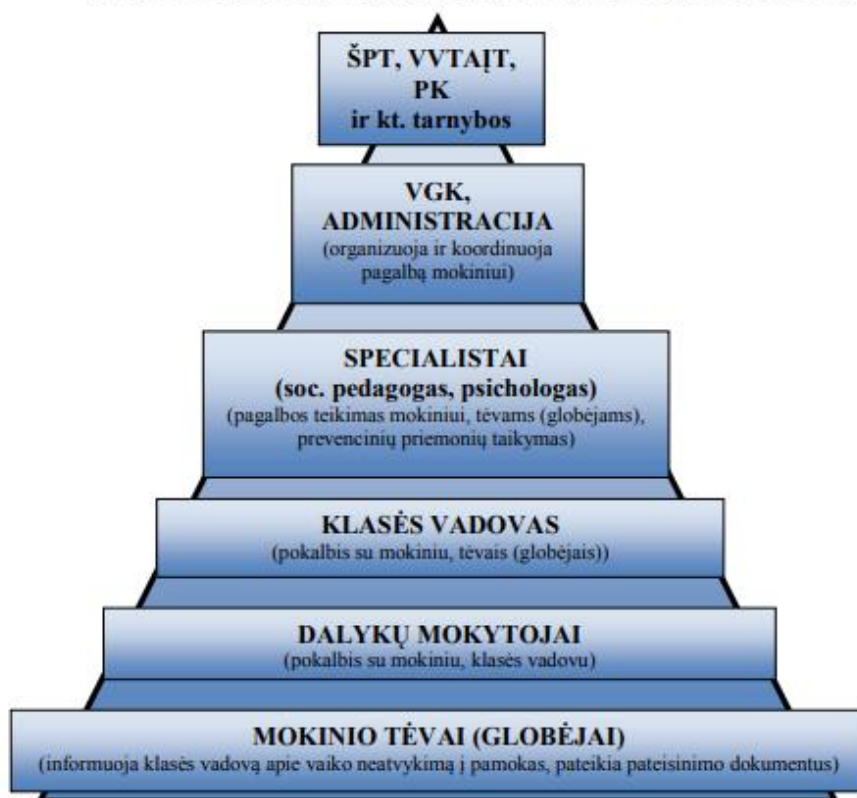 ŠPT, VVTAĮT,
PK
ir kt. tarnybos
VGK,
ADMINISTRACIJA
(organizuoja ir koordinuoja
pagalbą mokiniui)
SPECIALISTAI
(soc. pedagogas, psichologas)
(pagalbos teikimas mokiniui, tėvams (globėjams),
prevencinių priemonių taikymas)
KLASĖS VADOVAS
(pokalbis su mokiniu, tėvais (globėjais))
DALYKŲ MOKYTOJAI
(pokalbis su mokiniu, klasės vadovu)
MOKINIO TĖVAI (GLOBĖJAI)
(informuoja klasės vadovą apie vaiko neatvykimą į pamokas, pateikia pateisinimo dokumentus)